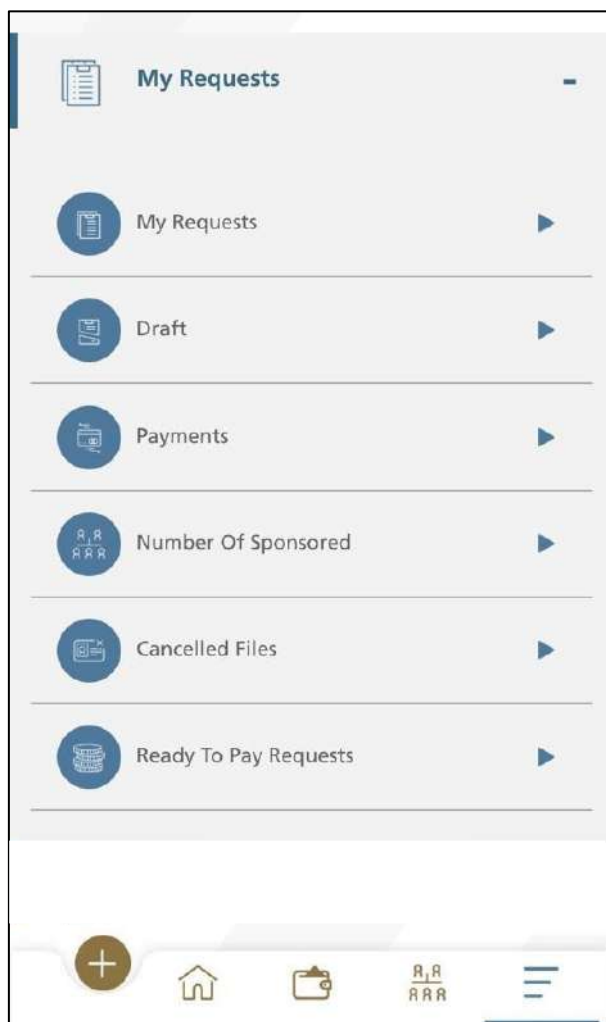 My Requests
My Requests
Draft
Payments
Number Of Sponsored
Cancelled Files
Ready To Pay Requests